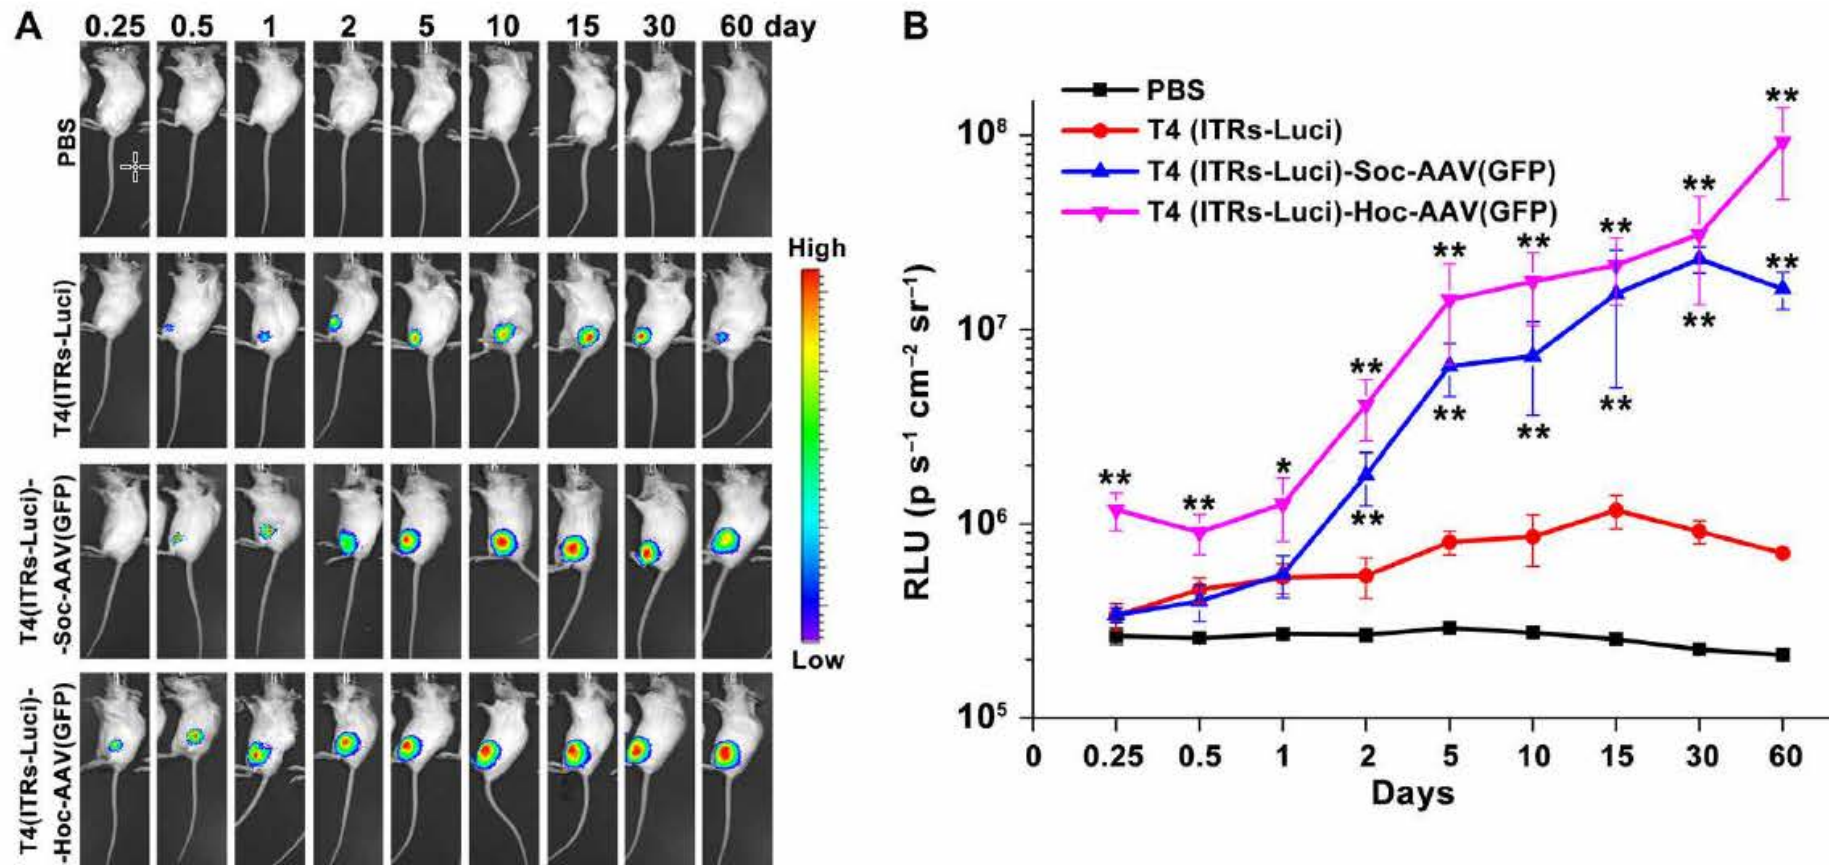 A
0.25 0.5 1 2 5 10 15 30 60 day
PBS
T4(ITRs-Luci)
T4(ITRs-Luci)-
-Soc-AAV(GFP)
T4(ITRs-Luci)-
-Hoc-AAV(GFP)
High
Low
B
PBS
T4 (ITRs-Luci)
T4 (ITRs-Luci)-Soc-AAV(GFP)
T4 (ITRs-Luci)-Hoc-AAV(GFP)
RLU (p s⁻¹ cm⁻² sr⁻¹)
10⁸
10⁷
10⁶
10⁵
** ** * ** ** ** ** ** **
** ** ** ** ** **
0 0.25 0.5 1 2 5 10 15 30 60
Days